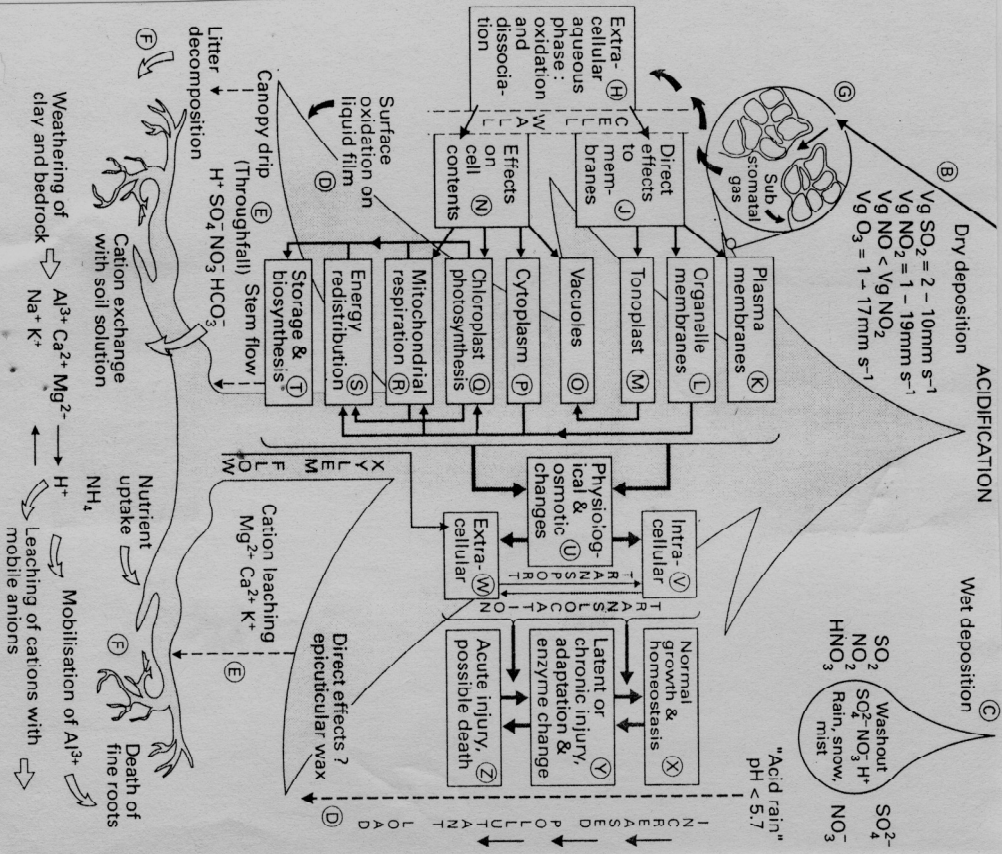 ACIDIFICATION
Ⓑ
Dry deposition
Vg SO₂ = 2 – 10mm s⁻¹
Vg NO₂ = 1 – 19mm s⁻¹
Vg NO < Vg NO₂
Vg O₃ = 1 – 17mm s⁻¹
Wet deposition Ⓒ
SO₂
NO₂
HNO₃
Washout
SO₄²⁻ NO₃⁻ H⁺
Rain, snow,
mist
SO₄²⁻
NO₃⁻
"Acid rain"
pH < 5.7
Ⓖ
Sub
stomatal
gas
Extra- Ⓗ
cellular
aqueous
phase:
oxidation
and
dissocia-
tion
CELL WALL
Direct
effects
to
mem- Ⓙ
branes
Effects
on
cell Ⓝ
contents
Plasma
membranes Ⓚ
Organelle
membranes Ⓛ
Tonoplast Ⓜ
Vacuoles Ⓞ
Cytoplasm Ⓟ
Chloroplast
photosynthesis Ⓠ
Mitochondrial
respiration Ⓡ
Energy
redistribution Ⓢ
Storage &
biosynthesis Ⓣ
Physiolog-
ical &
osmotic Ⓤ
changes
Intra- Ⓥ
cellular
Extra- Ⓦ
cellular
TRANSPORT
TRANSLOCATION
XYLEM FLOW
Normal
growth &
homeostasis Ⓧ
Latent or
chronic injury,
adaptation & Ⓨ
enzyme change
Acute injury,
possible death Ⓩ
INCREASED POLLUTANT LOAD
Surface
oxidation on
liquid film
Ⓓ
Canopy drip Ⓔ
(Throughfall) Stem flow
H⁺ SO₄⁻ NO₃⁻ HCO₃⁻
Direct effects ?
epicuticular wax
Ⓓ
Cation leaching
Mg²⁺ Ca²⁺ K⁺
Ⓔ
Litter
decomposition
Ⓕ
Cation exchange
with soil solution
Nutrient
uptake
Ⓕ
Death of
fine roots
Weathering of
clay and bedrock
Al³⁺ Ca²⁺ Mg²⁻
Na⁺ K⁺
H⁺
NH₄
Mobilisation of Al³⁺
Leaching of cations with
mobile anions